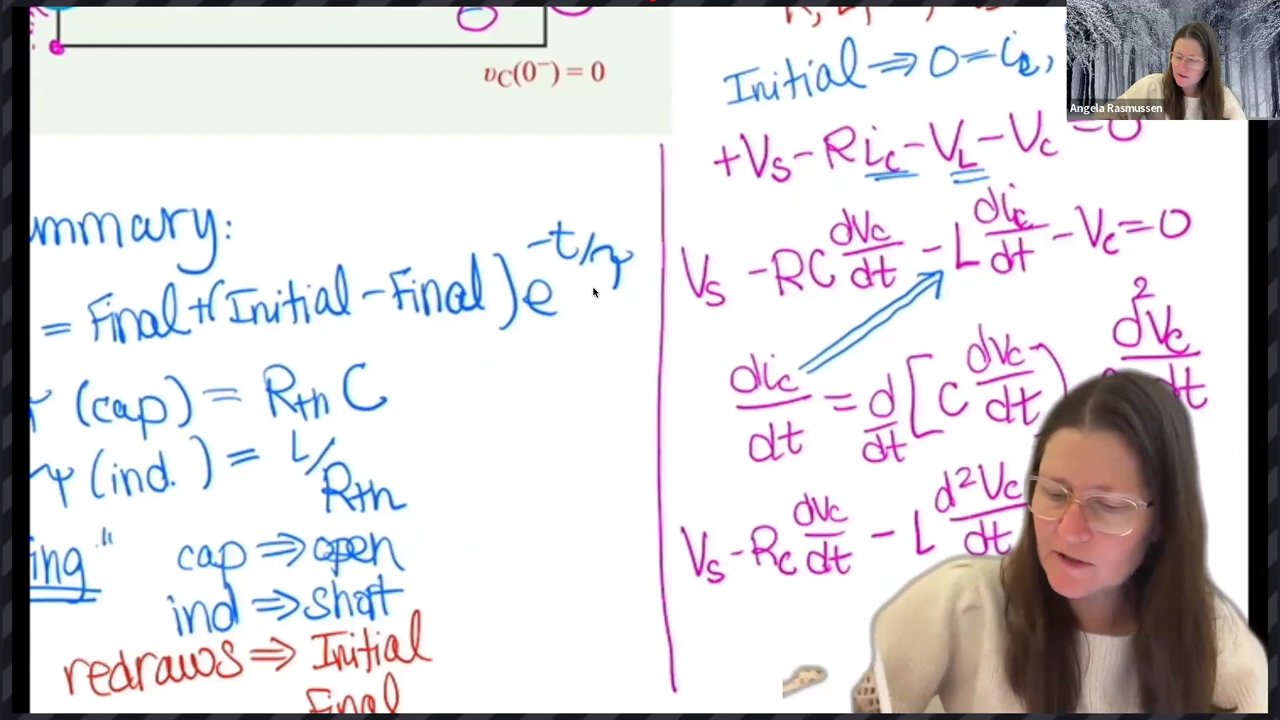 v_C(0⁻) = 0
Initial ⇒ 0 = i_c,
Angela Rasmussen
+V_s - R i_c - V_L - V_c = 0
V_s - RC dv_c/dt - L di_c/dt - V_c = 0
di_c/dt = d/dt [C dv_c/dt) d²V_c/dt
V_s - R_c dv_c/dt - L d²V_c/dt
ummary:
= Final + (Initial - Final) e^-t/τ
τ (cap) = R_th C
τ (ind.) = L/R_th
ing"
cap ⇒ open
ind ⇒ short
redraws ⇒ Initial
Final